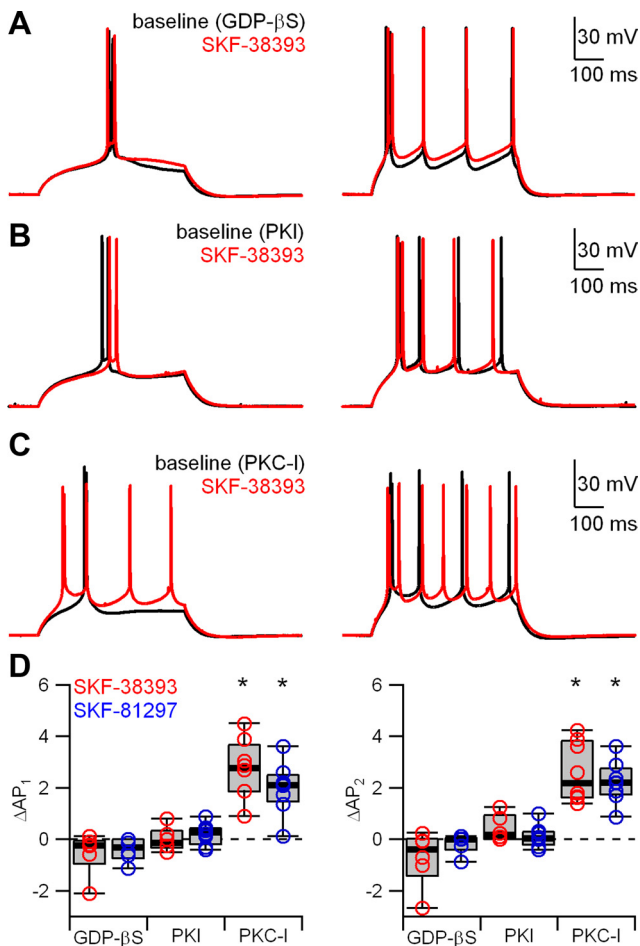 A
baseline (GDP-βS)
SKF-38393
30 mV
100 ms
B
baseline (PKI)
SKF-38393
30 mV
100 ms
C
baseline (PKC-I)
SKF-38393
30 mV
100 ms
D
6
4
2
0
-2
ΔAP1
SKF-38393
SKF-81297
* *
GDP-βS PKI PKC-I
6
4
2
0
-2
ΔAP2
* *
GDP-βS PKI PKC-I